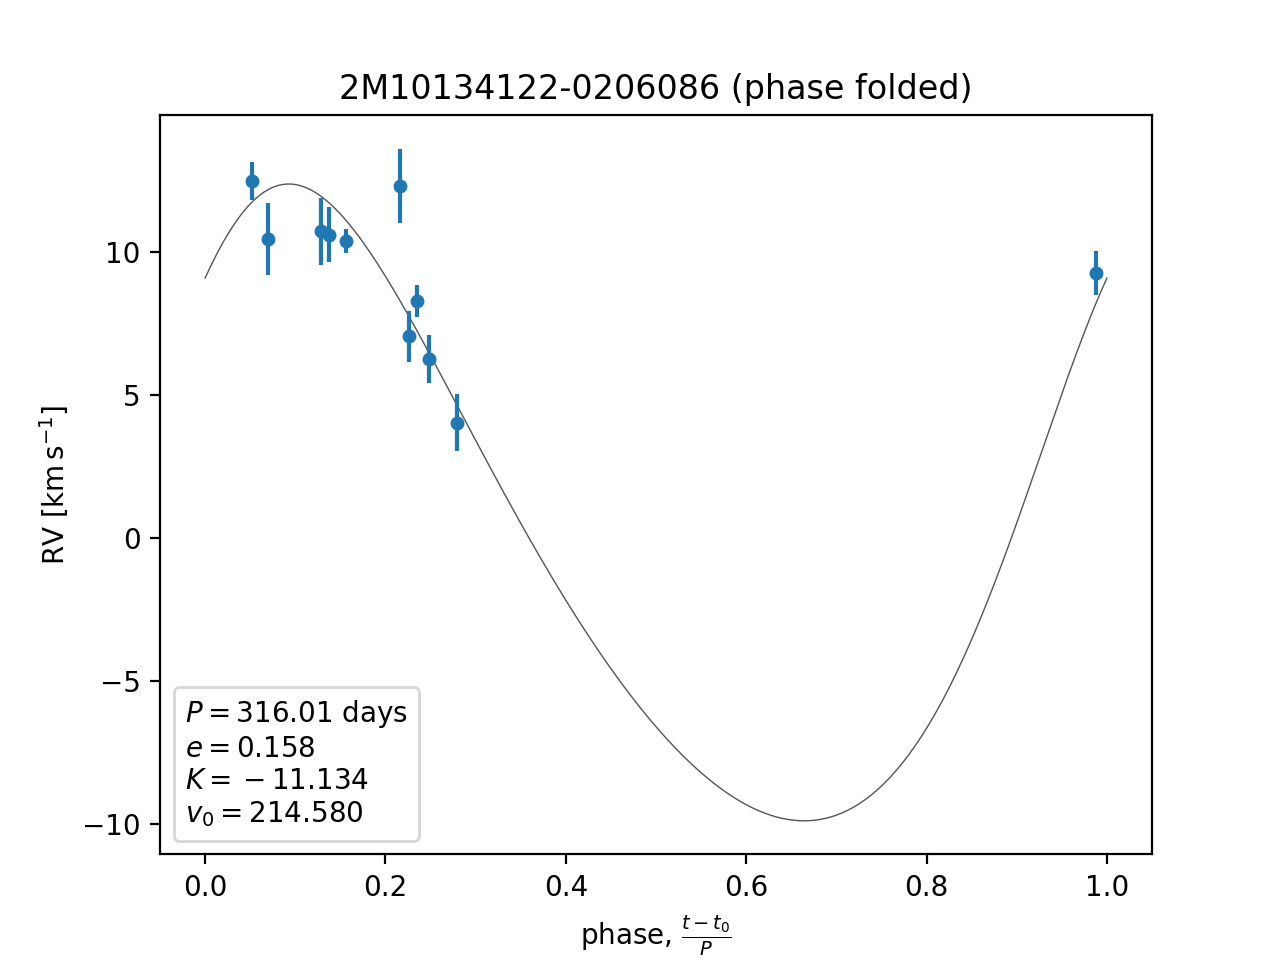 2M10134122-0206086 (phase folded)
10
5
0
−5
−10
RV [km s⁻¹]
P = 316.01 days
e = 0.158
K = − 11.134
v₀ = 214.580
0.0 0.2 0.4 0.6 0.8 1.0
phase, (t − t₀)/P